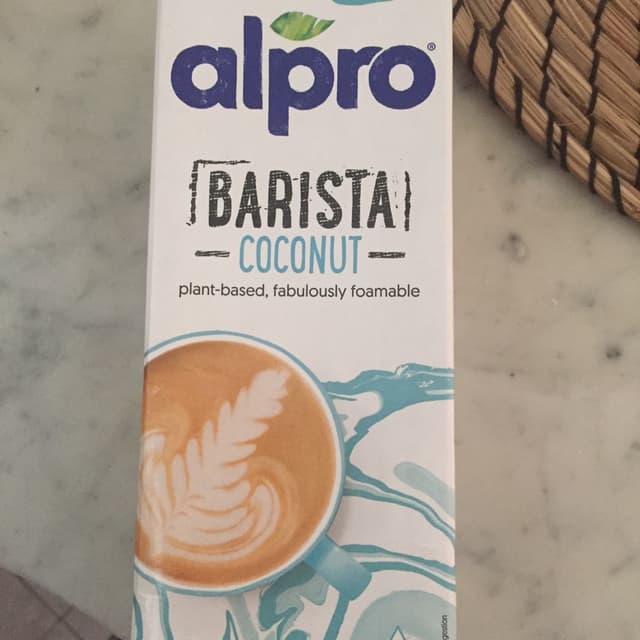 alpro®
BARISTA
COCONUT
plant-based, fabulously foamable